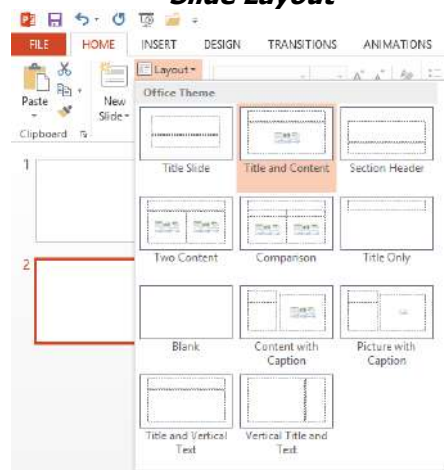 Slide Layout
FILE HOME INSERT DESIGN TRANSITIONS ANIMATIONS
Layout
Paste
New
Slide
Clipboard
Office Theme
1
Title Slide
Title and Content
Section Header
2
Two Content
Comparison
Title Only
Blank
Content with
Caption
Picture with
Caption
Title and Vertical
Text
Vertical Title and
Text